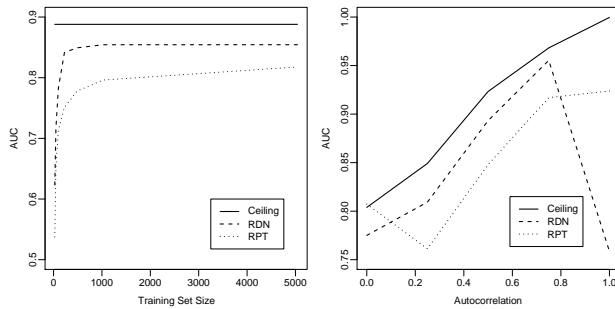 AUC
0.5
0.6
0.7
0.8
0.9
0
1000
2000
3000
4000
5000
Training Set Size
Ceiling
RDN
RPT
AUC
0.75
0.80
0.85
0.90
0.95
1.00
0.0
0.2
0.4
0.6
0.8
1.0
Autocorrelation
Ceiling
RDN
RPT